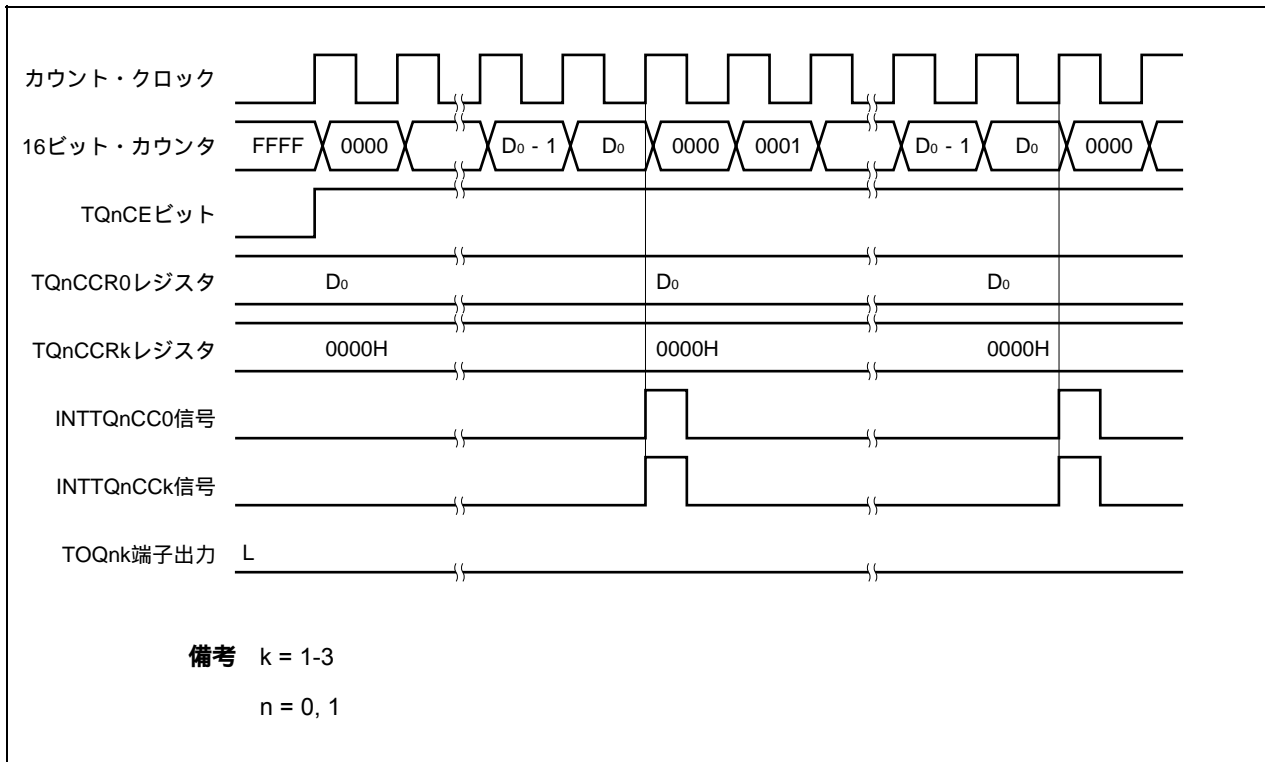 カウント・クロック
16ビット・カウンタ FFFF 0000 D₀ - 1 D₀ 0000 0001 D₀ - 1 D₀ 0000
TQnCEビット
TQnCCR0レジスタ D₀ D₀ D₀
TQnCCRkレジスタ 0000H 0000H 0000H
INTTQnCC0信号
INTTQnCCk信号
TOQnk端子出力 L
備考 k = 1-3
n = 0, 1